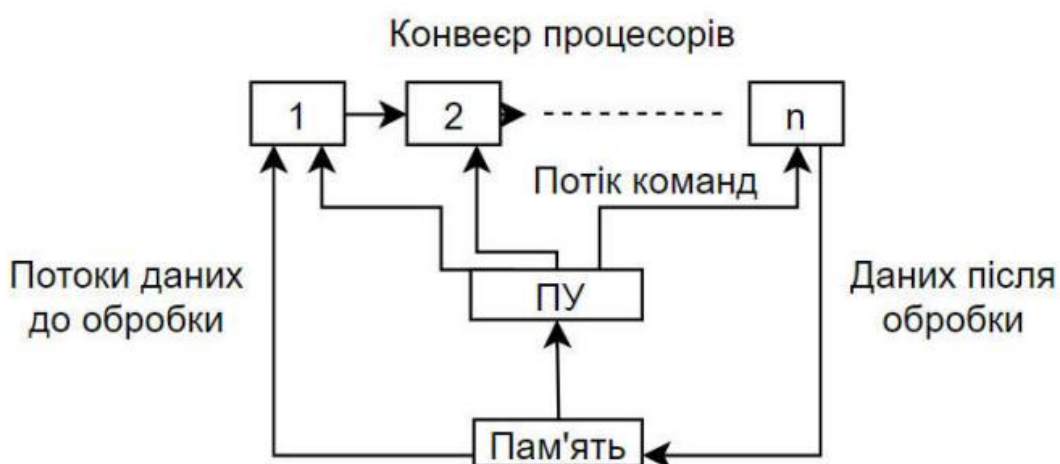 Конвеєр процесорів
1
2
n
Потік команд
Потоки даних
до обробки
ПУ
Даних після
обробки
Пам'ять